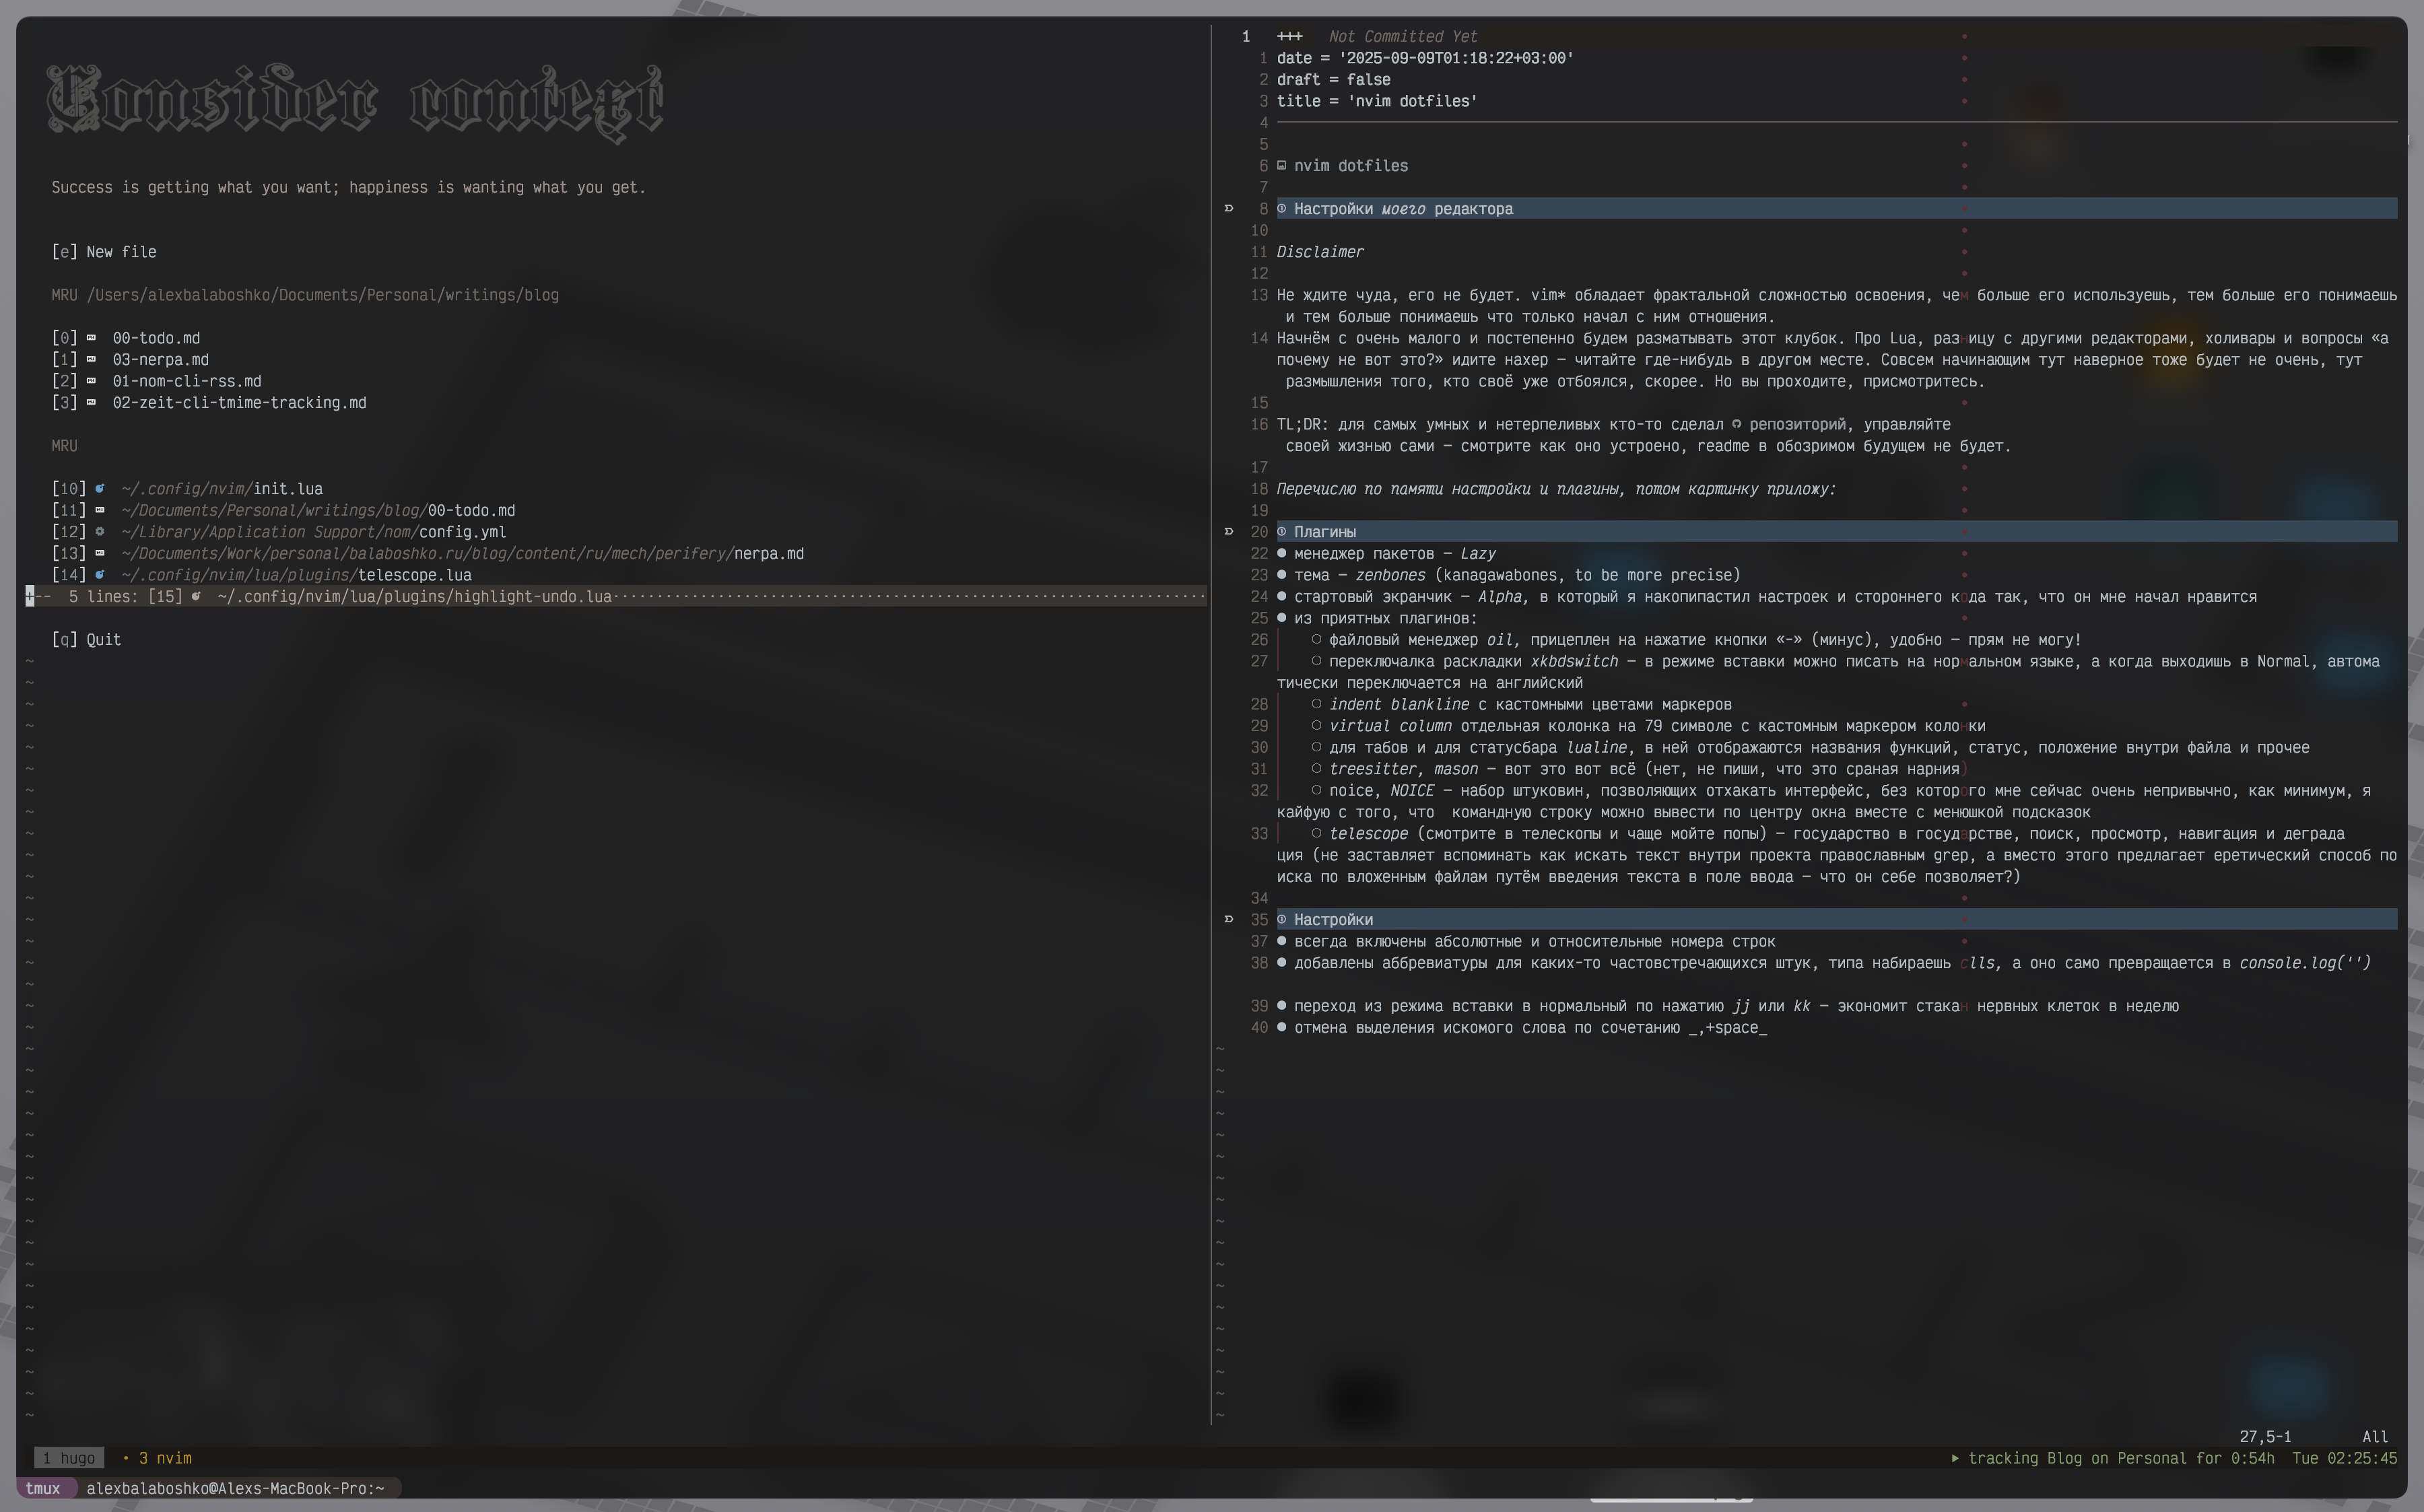 Consider context
Success is getting what you want; happiness is wanting what you get.
[e] New file
MRU /Users/alexbalaboshko/Documents/Personal/writings/blog
[0] 00-todo.md
[1] 03-nerpa.md
[2] 01-nom-cli-rss.md
[3] 02-zeit-cli-tmime-tracking.md
MRU
[10] ~/.config/nvim/init.lua
[11] ~/Documents/Personal/writings/blog/00-todo.md
[12] ~/Library/Application Support/nom/config.yml
[13] ~/Documents/Work/personal/balaboshko.ru/blog/content/ru/mech/perifery/nerpa.md
[14] ~/.config/nvim/lua/plugins/telescope.lua
+-- 5 lines: [15] ~/.config/nvim/lua/plugins/highlight-undo.lua
[q] Quit
1 +++ Not Committed Yet
1 date = '2025-09-09T01:18:22+03:00'
2 draft = false
3 title = 'nvim dotfiles'
4
5
6 nvim dotfiles
7
8 Настройки моего редактора
10
11 Disclaimer
12
13 Не ждите чуда, его не будет. vim* обладает фрактальной сложностью освоения, чем больше его используешь, тем больше его понимаешь
и тем больше понимаешь что только начал с ним отношения.
14 Начнём с очень малого и постепенно будем разматывать этот клубок. Про Lua, разницу с другими редакторами, холивары и вопросы «а
почему не вот это?» идите нахер – читайте где-нибудь в другом месте. Совсем начинающим тут наверное тоже будет не очень, тут
размышления того, кто своё уже отбоялся, скорее. Но вы проходите, присмотритесь.
15
16 TL;DR: для самых умных и нетерпеливых кто-то сделал репозиторий, управляйте
своей жизнью сами – смотрите как оно устроено, readme в обозримом будущем не будет.
17
18 Перечислю по памяти настройки и плагины, потом картинку приложу:
19
20 Плагины
22 ● менеджер пакетов – Lazy
23 ● тема – zenbones (kanagawabones, to be more precise)
24 ● стартовый экранчик – Alpha, в который я накопипастил настроек и стороннего кода так, что он мне начал нравится
25 ● из приятных плагинов:
26 ○ файловый менеджер oil, прицеплен на нажатие кнопки «-» (минус), удобно – прям не могу!
27 ○ переключалка раскладки xkbdswitch – в режиме вставки можно писать на нормальном языке, а когда выходишь в Normal, автома
тически переключается на английский
28 ○ indent blankline с кастомными цветами маркеров
29 ○ virtual column отдельная колонка на 79 символе с кастомным маркером колонки
30 ○ для табов и для статусбара lualine, в ней отображаются названия функций, статус, положение внутри файла и прочее
31 ○ treesitter, mason – вот это вот всё (нет, не пиши, что это сраная нарния)
32 ○ noice, NOICE – набор штуковин, позволяющих отхакать интерфейс, без которого мне сейчас очень непривычно, как минимум, я
кайфую с того, что  командную строку можно вывести по центру окна вместе с менюшкой подсказок
33 ○ telescope (смотрите в телескопы и чаще мойте попы) – государство в государстве, поиск, просмотр, навигация и деграда
ция (не заставляет вспоминать как искать текст внутри проекта православным grep, а вместо этого предлагает еретический способ по
иска по вложенным файлам путём введения текста в поле ввода – что он себе позволяет?)
34
35 Настройки
37 ● всегда включены абсолютные и относительные номера строк
38 ● добавлены аббревиатуры для каких-то частовстречающихся штук, типа набираешь clls, а оно само превращается в console.log('')
39 ● переход из режима вставки в нормальный по нажатию jj или kk – экономит стакан нервных клеток в неделю
40 ● отмена выделения искомого слова по сочетанию _,+space_
27,5-1 All
1 hugo • 3 nvim
tracking Blog on Personal for 0:54h Tue 02:25:45
tmux alexbalaboshko@Alexs-MacBook-Pro:~